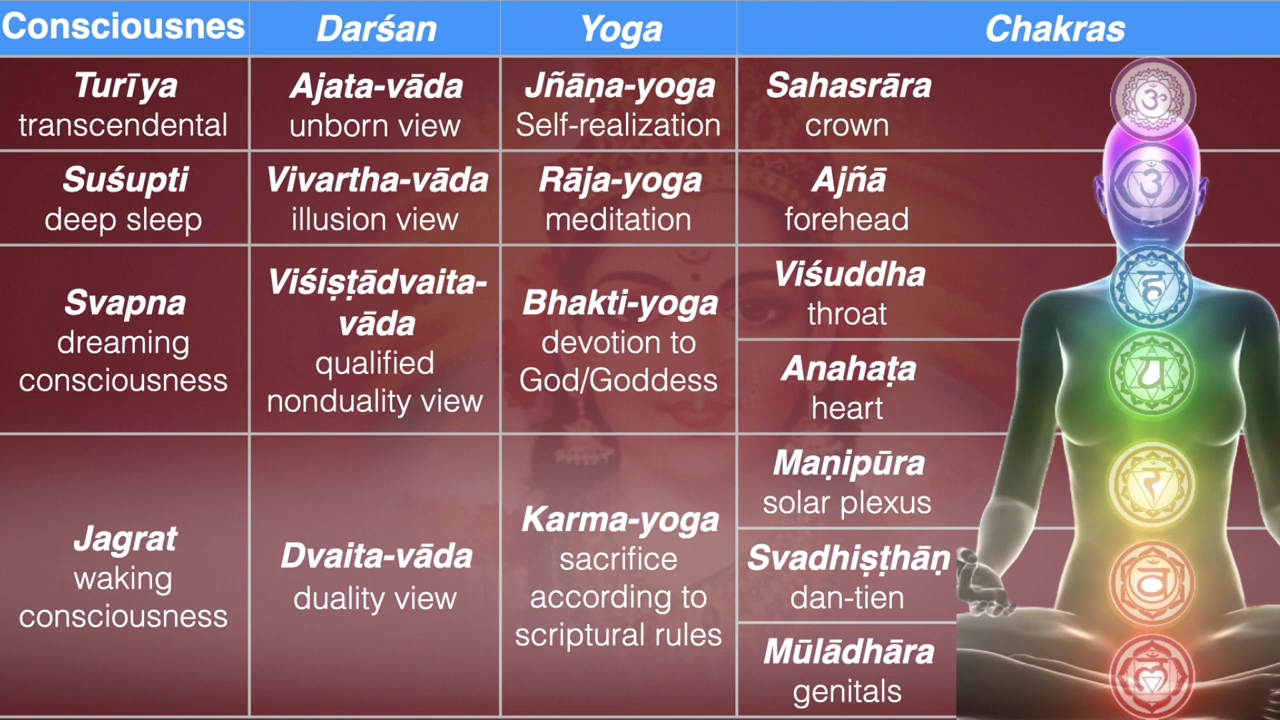 Consciousnes
Darśan
Yoga
Chakras
Turīya
transcendental
Ajata-vāda
unborn view
Jñāṇa-yoga
Self-realization
Sahasrāra
crown
Suśupti
deep sleep
Vivartha-vāda
illusion view
Rāja-yoga
meditation
Ajñā
forehead
Svapna
dreaming
consciousness
Viśiṣṭādvaita-
vāda
qualified
nonduality view
Bhakti-yoga
devotion to
God/Goddess
Viśuddha
throat
Anahaṭa
heart
Jagrat
waking
consciousness
Dvaita-vāda
duality view
Karma-yoga
sacrifice
according to
scriptural rules
Maṇipūra
solar plexus
Svadhiṣṭhāṇ
dan-tien
Mūlādhāra
genitals
ॐ
ॐ
हं
यं
रं
वं
लं